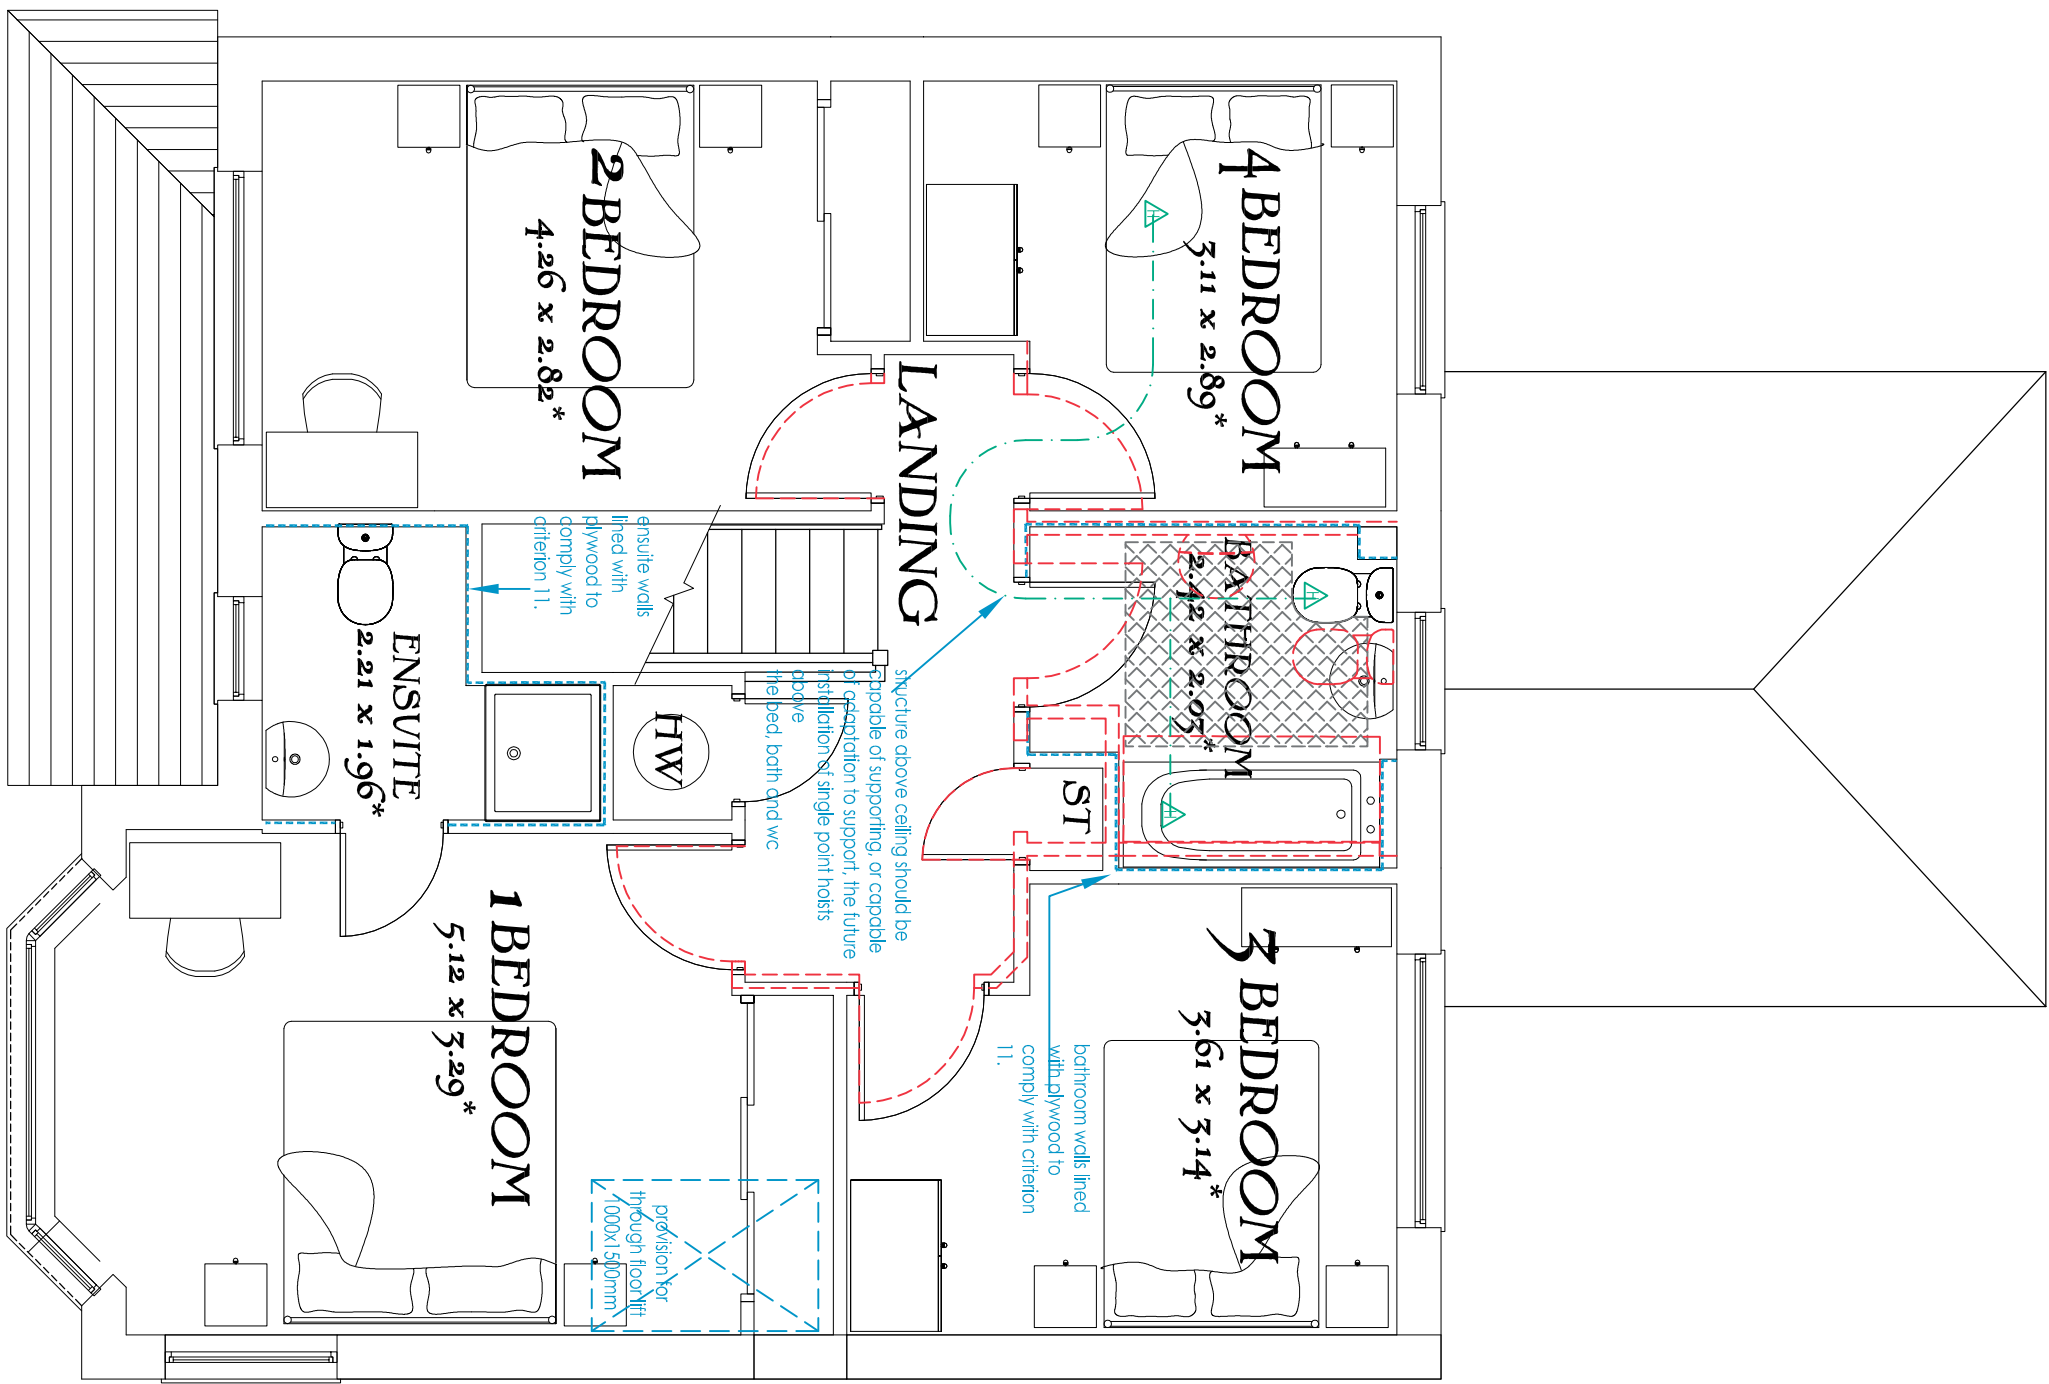 2 BEDROOM
4.26 x 2.82*
4 BEDROOM
3.11 x 2.89*
LANDING
ensuite walls
lined with
plywood to
comply with
criterion 11.
BATHROOM
2.42 x 2.03*
ENSUITE
2.21 x 1.96*
HW
ST
structure above ceiling should be
capable of supporting, or capable
of adaptation to support, the future
installation of single point hoists
above
the bed, bath and wc
1 BEDROOM
5.12 x 3.29*
3 BEDROOM
3.61 x 3.14*
bathroom walls lined
with plywood to
comply with criterion
11.
provision for
through floor lift
1000x1500mm
H
H
H